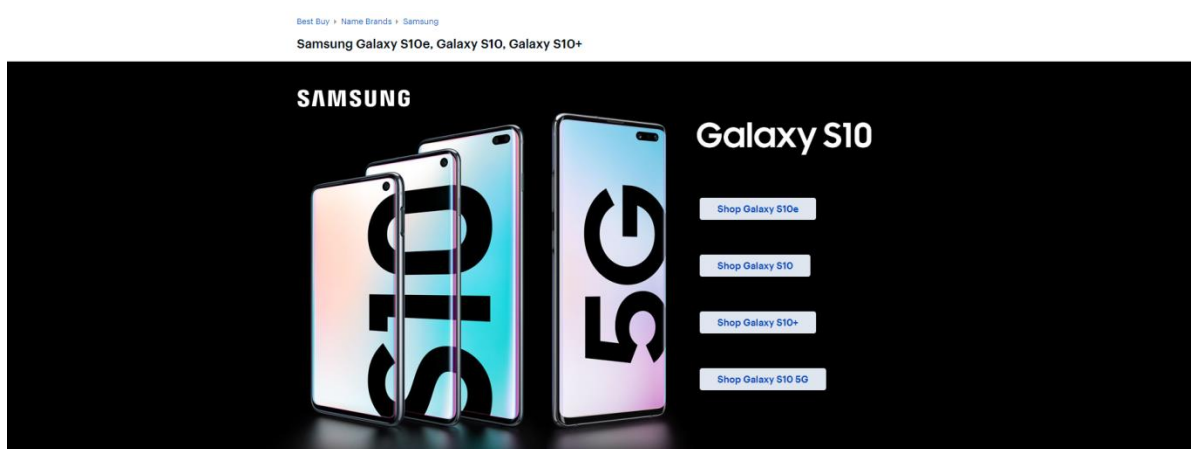 Best Buy › Name Brands › Samsung
Samsung Galaxy S10e, Galaxy S10, Galaxy S10+
SAMSUNG
Galaxy S10
S10
5G
Shop Galaxy S10e
Shop Galaxy S10
Shop Galaxy S10+
Shop Galaxy S10 5G